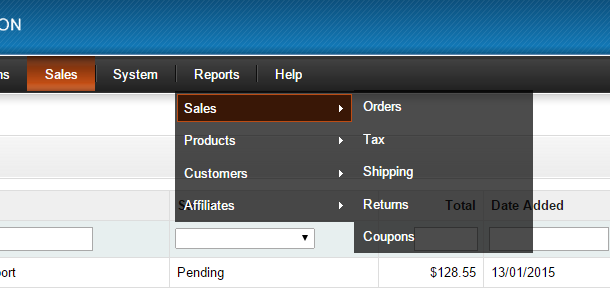 ON
ns Sales System Reports Help
Sales Orders
Products Tax
Customers Shipping
Affiliates Returns Total Date Added
Coupons
port Pending $128.55 13/01/2015